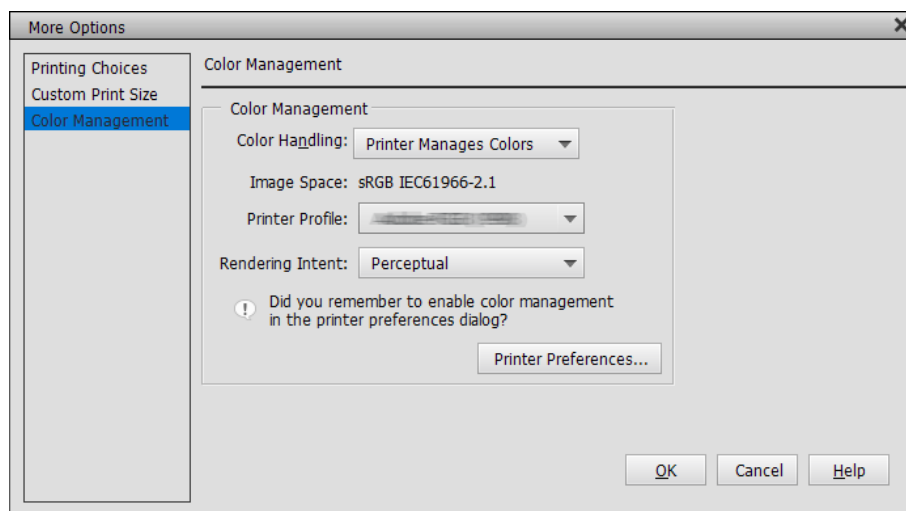 More Options
Printing Choices
Custom Print Size
Color Management
Color Management
Color Management
Color Handling: Printer Manages Colors
Image Space: sRGB IEC61966-2.1
Printer Profile:
Rendering Intent: Perceptual
Did you remember to enable color management
in the printer preferences dialog?
Printer Preferences...
OK Cancel Help